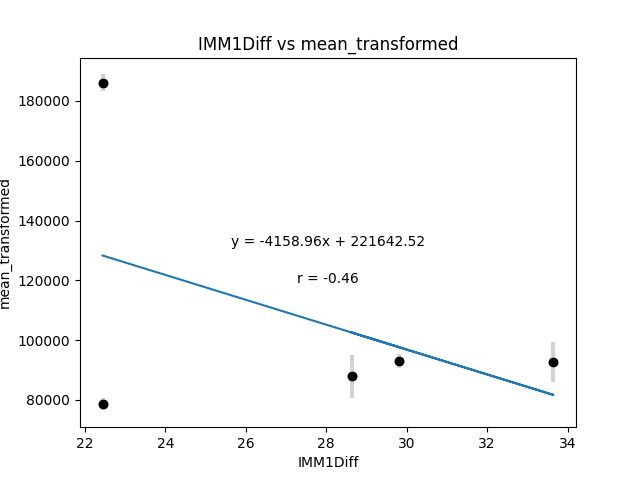 IMM1Diff vs mean_transformed
mean_transformed
180000
160000
140000
120000
100000
80000
y = -4158.96x + 221642.52
r = -0.46
22
24
26
28
30
32
34
IMM1Diff